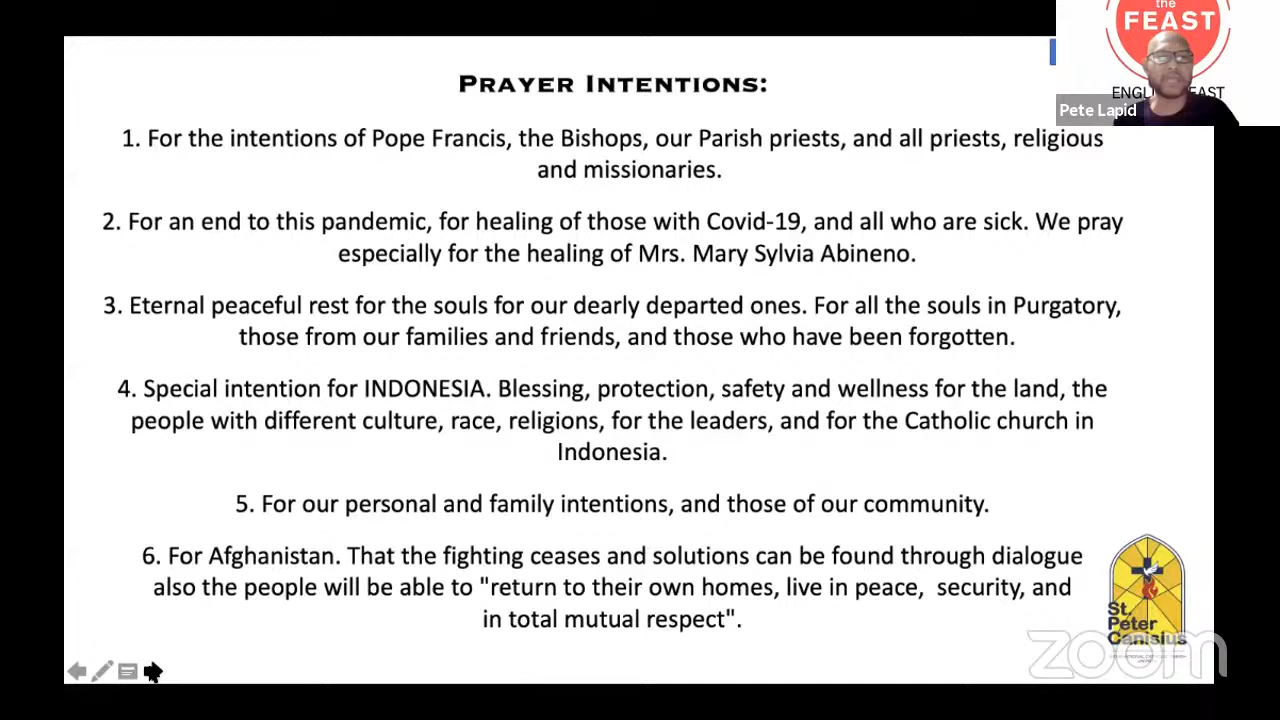 the
FEAST
ENGL
EAST
Pete Lapid
PRAYER INTENTIONS:
1. For the intentions of Pope Francis, the Bishops, our Parish priests, and all priests, religious
and missionaries.
2. For an end to this pandemic, for healing of those with Covid-19, and all who are sick. We pray
especially for the healing of Mrs. Mary Sylvia Abineno.
3. Eternal peaceful rest for the souls for our dearly departed ones. For all the souls in Purgatory,
those from our families and friends, and those who have been forgotten.
4. Special intention for INDONESIA. Blessing, protection, safety and wellness for the land, the
people with different culture, race, religions, for the leaders, and for the Catholic church in
Indonesia.
5. For our personal and family intentions, and those of our community.
6. For Afghanistan. That the fighting ceases and solutions can be found through dialogue
also the people will be able to "return to their own homes, live in peace,  security, and
in total mutual respect".
St.
Peter
Canisius
zoom